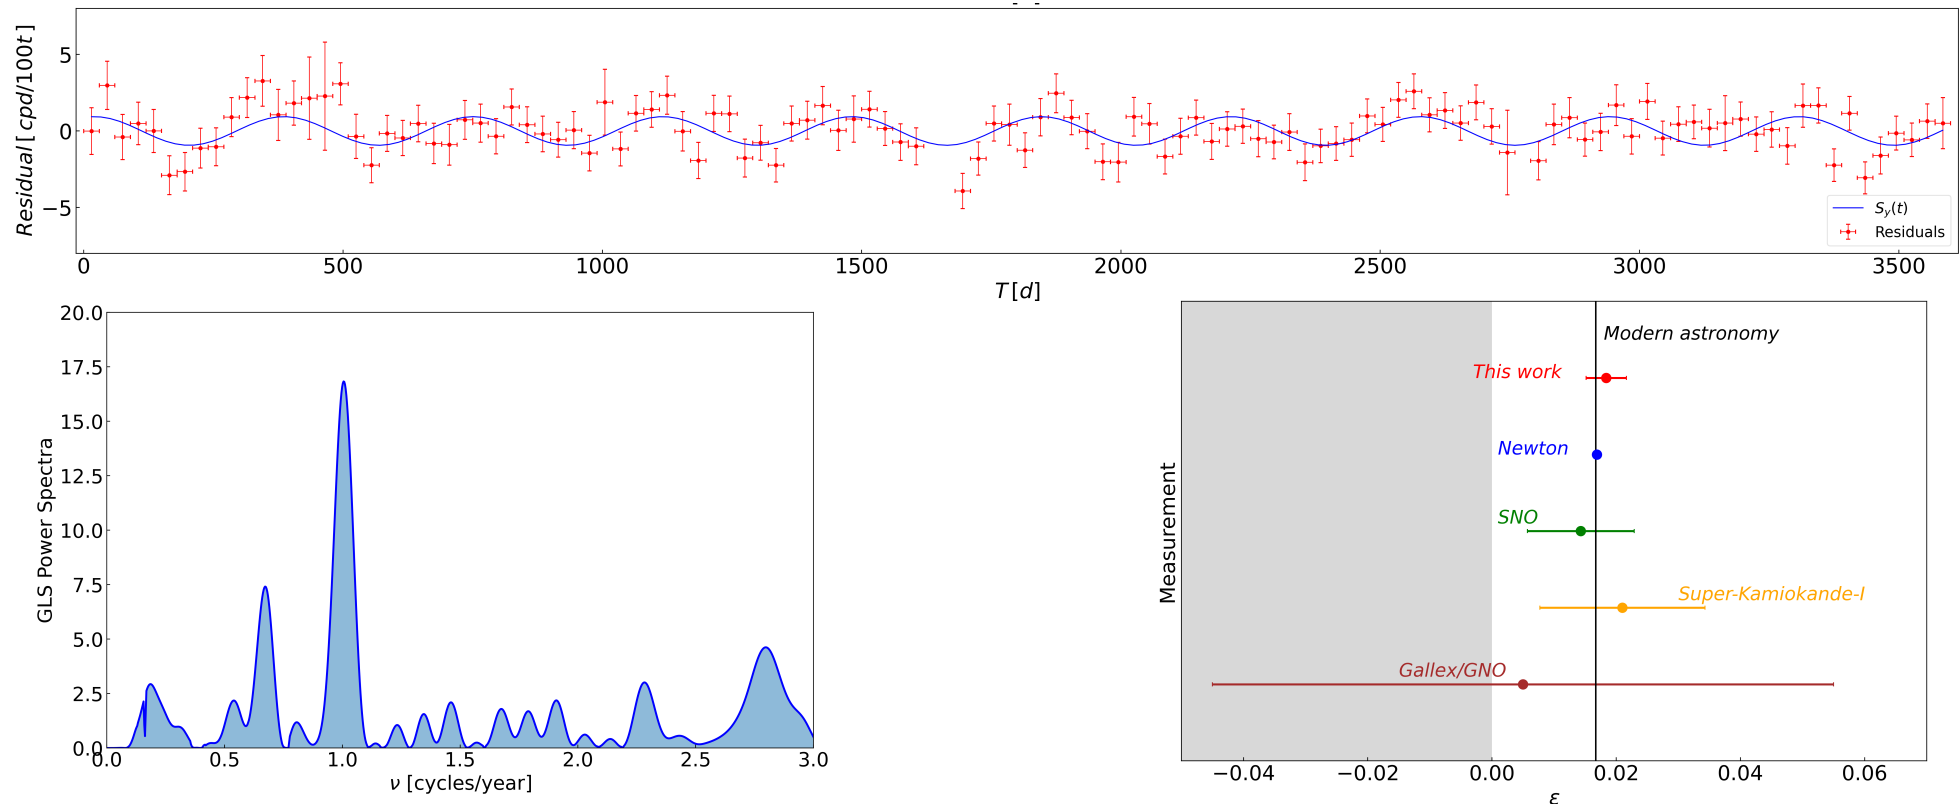 Residual [cpd/100t]
5
0
−5
S_y(t)
Residuals
0 500 1000 1500 2000 2500 3000 3500
T [d]
20.0
17.5
15.0
12.5
10.0
7.5
5.0
2.5
0.0
GLS Power Spectra
0.0 0.5 1.0 1.5 2.0 2.5 3.0
ν [cycles/year]
Measurement
Modern astronomy
This work
Newton
SNO
Super-Kamiokande-I
Gallex/GNO
−0.04 −0.02 0.00 0.02 0.04 0.06
ε